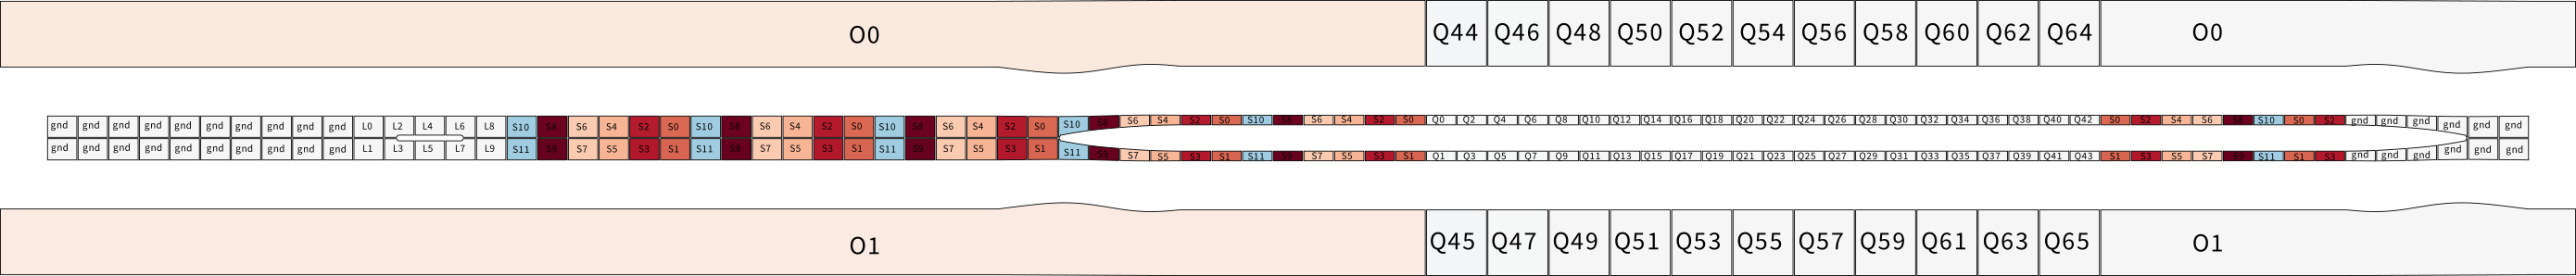 O0 Q44 Q46 Q48 Q50 Q52 Q54 Q56 Q58 Q60 Q62 Q64 O0
gnd gnd gnd gnd gnd gnd gnd gnd gnd gnd L0 L2 L4 L6 L8 S10 S8 S6 S4 S2 S0 S10 S8 S6 S4 S2 S0 S10 S8 S6 S4 S2 S0 S10 S8 S6 S4 S2 S0 S10 S8 S6 S4 S2 S0 Q0 Q2 Q4 Q6 Q8 Q10 Q12 Q14 Q16 Q18 Q20 Q22 Q24 Q26 Q28 Q30 Q32 Q34 Q36 Q38 Q40 Q42 S0 S2 S4 S6 S8 S10 S0 S2 gnd gnd gnd gnd gnd gnd
gnd gnd gnd gnd gnd gnd gnd gnd gnd gnd L1 L3 L5 L7 L9 S11 S9 S7 S5 S3 S1 S11 S9 S7 S5 S3 S1 S11 S9 S7 S5 S3 S1 S11 S9 S7 S5 S3 S1 S11 S9 S7 S5 S3 S1 Q1 Q3 Q5 Q7 Q9 Q11 Q13 Q15 Q17 Q19 Q21 Q23 Q25 Q27 Q29 Q31 Q33 Q35 Q37 Q39 Q41 Q43 S1 S3 S5 S7 S9 S11 S1 S3 gnd gnd gnd gnd gnd gnd
O1 Q45 Q47 Q49 Q51 Q53 Q55 Q57 Q59 Q61 Q63 Q65 O1